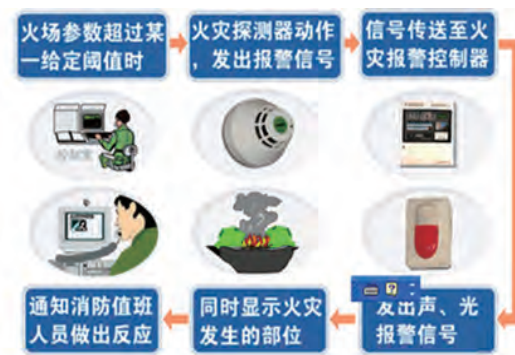 火场参数超过某
一给定阈值时
火灾探测器动作
，发出报警信号
信号传送至火
灾报警控制器
发出声、光
报警信号
同时显示火灾
发生的部位
通知消防值班
人员做出反应